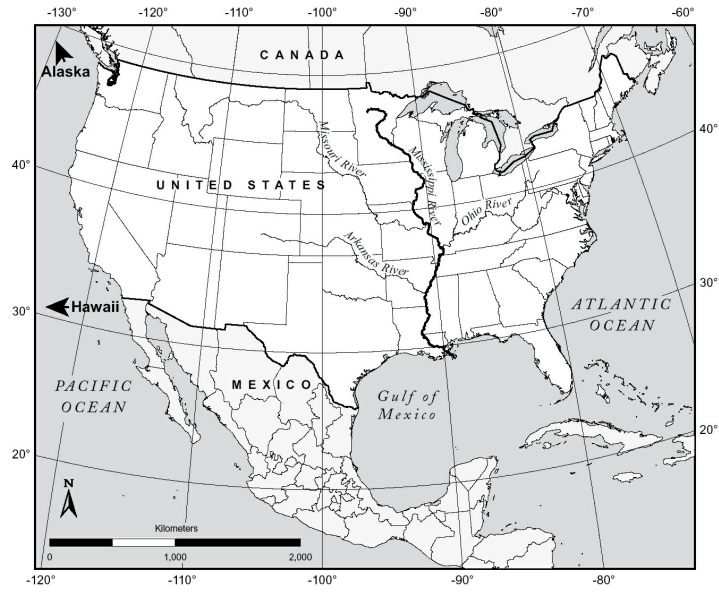 -130°
-120°
-110°
-100°
-90°
-80°
-70°
-60°
CANADA
Alaska
40°
40°
Missouri River
Mississippi River
UNITED STATES
Ohio River
Arkansas River
30°
30°
Hawaii
ATLANTIC
OCEAN
PACIFIC
OCEAN
MEXICO
Gulf of
Mexico
20°
20°
N
Kilometers
0
1,000
2,000
-120°
-110°
-100°
-90°
-80°